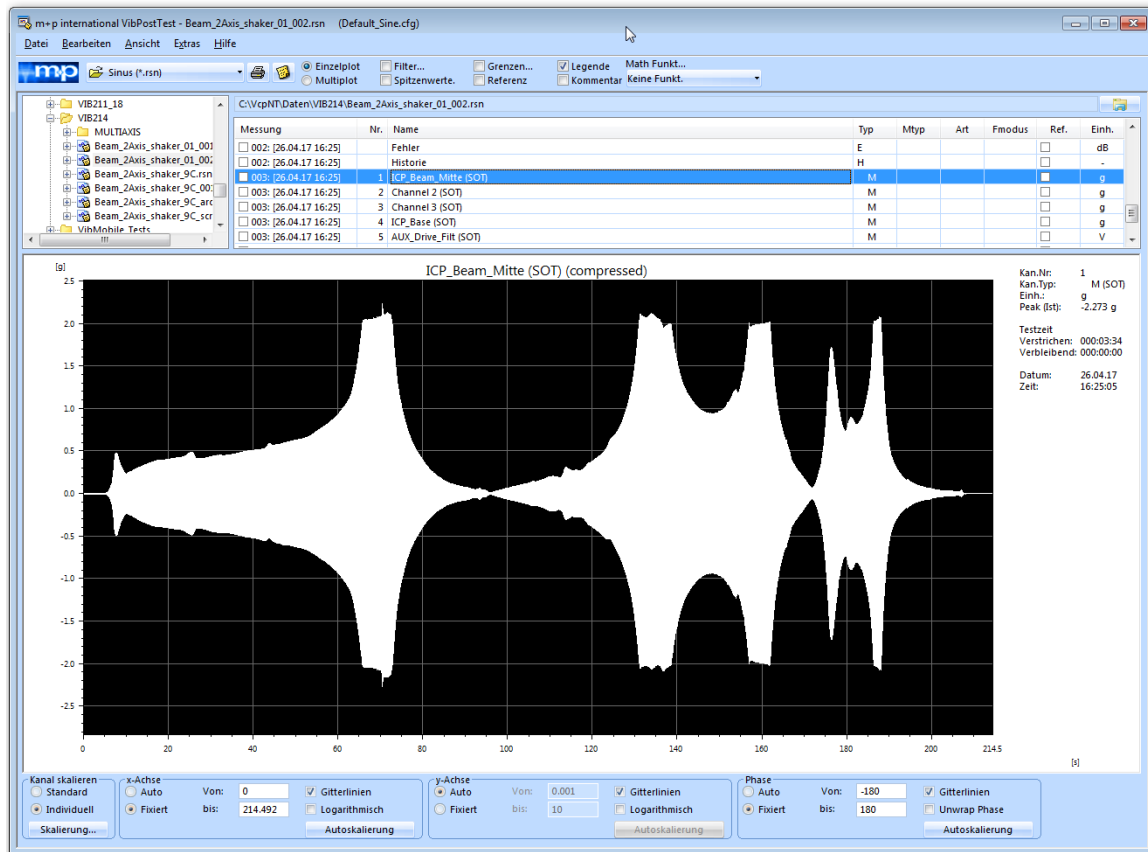 m+p international VibPostTest - Beam_2Axis_shaker_01_002.rsn (Default_Sine.cfg)
Datei Bearbeiten Ansicht Extras Hilfe
mp Sinus (*.rsn) Einzelplot Filter... Grenzen... Legende Math Funkt...
Multiplot Spitzenwerte. Referenz Kommentar Keine Funkt.
VIB211_18
VIB214
MULTIAXIS
Beam_2Axis_shaker_01_001
Beam_2Axis_shaker_01_002
Beam_2Axis_shaker_9C.rsn
Beam_2Axis_shaker_9C_00
Beam_2Axis_shaker_9C_arc
Beam_2Axis_shaker_9C_scr
VibMobile Tests
C:\VcpNT\Daten\VIB214\Beam_2Axis_shaker_01_002.rsn
Messung Nr. Name Typ Mtyp Art Fmodus Ref. Einh.
002: [26.04.17 16:25] Fehler E dB
002: [26.04.17 16:25] Historie H -
003: [26.04.17 16:25] 1 ICP_Beam_Mitte (SOT) M g
003: [26.04.17 16:25] 2 Channel 2 (SOT) M g
003: [26.04.17 16:25] 3 Channel 3 (SOT) M g
003: [26.04.17 16:25] 4 ICP_Base (SOT) M g
003: [26.04.17 16:25] 5 AUX_Drive_Filt (SOT) M V
[g] ICP_Beam_Mitte (SOT) (compressed)
2.5
2.0
1.5
1.0
0.5
0.0
-0.5
-1.0
-1.5
-2.0
-2.5
0 20 40 60 80 100 120 140 160 180 200 214.5
[s]
Kan.Nr: 1
Kan.Typ: M (SOT)
Einh.: g
Peak (Ist): -2.273 g
Testzeit
Verstrichen: 000:03:34
Verbleibend: 000:00:00
Datum: 26.04.17
Zeit: 16:25:05
Kanal skalieren x-Achse y-Achse Phase
Standard Auto Von: 0 Gitterlinien Auto Von: 0.001 Gitterlinien Auto Von: -180 Gitterlinien
Individuell Fixiert bis: 214.492 Logarithmisch Fixiert bis: 10 Logarithmisch Fixiert bis: 180 Unwrap Phase
Skalierung... Autoskalierung Autoskalierung Autoskalierung